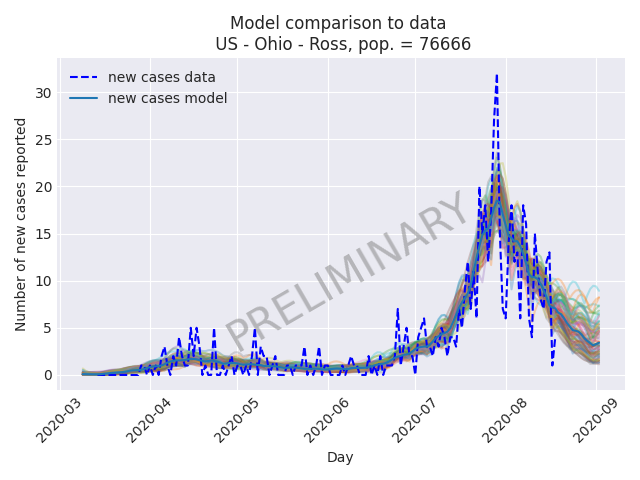 Model comparison to data
US - Ohio - Ross, pop. = 76666
new cases data
new cases model
Number of new cases reported
30
25
20
15
10
5
0
PRELIMINARY
2020-03
2020-04
2020-05
2020-06
2020-07
2020-08
2020-09
Day